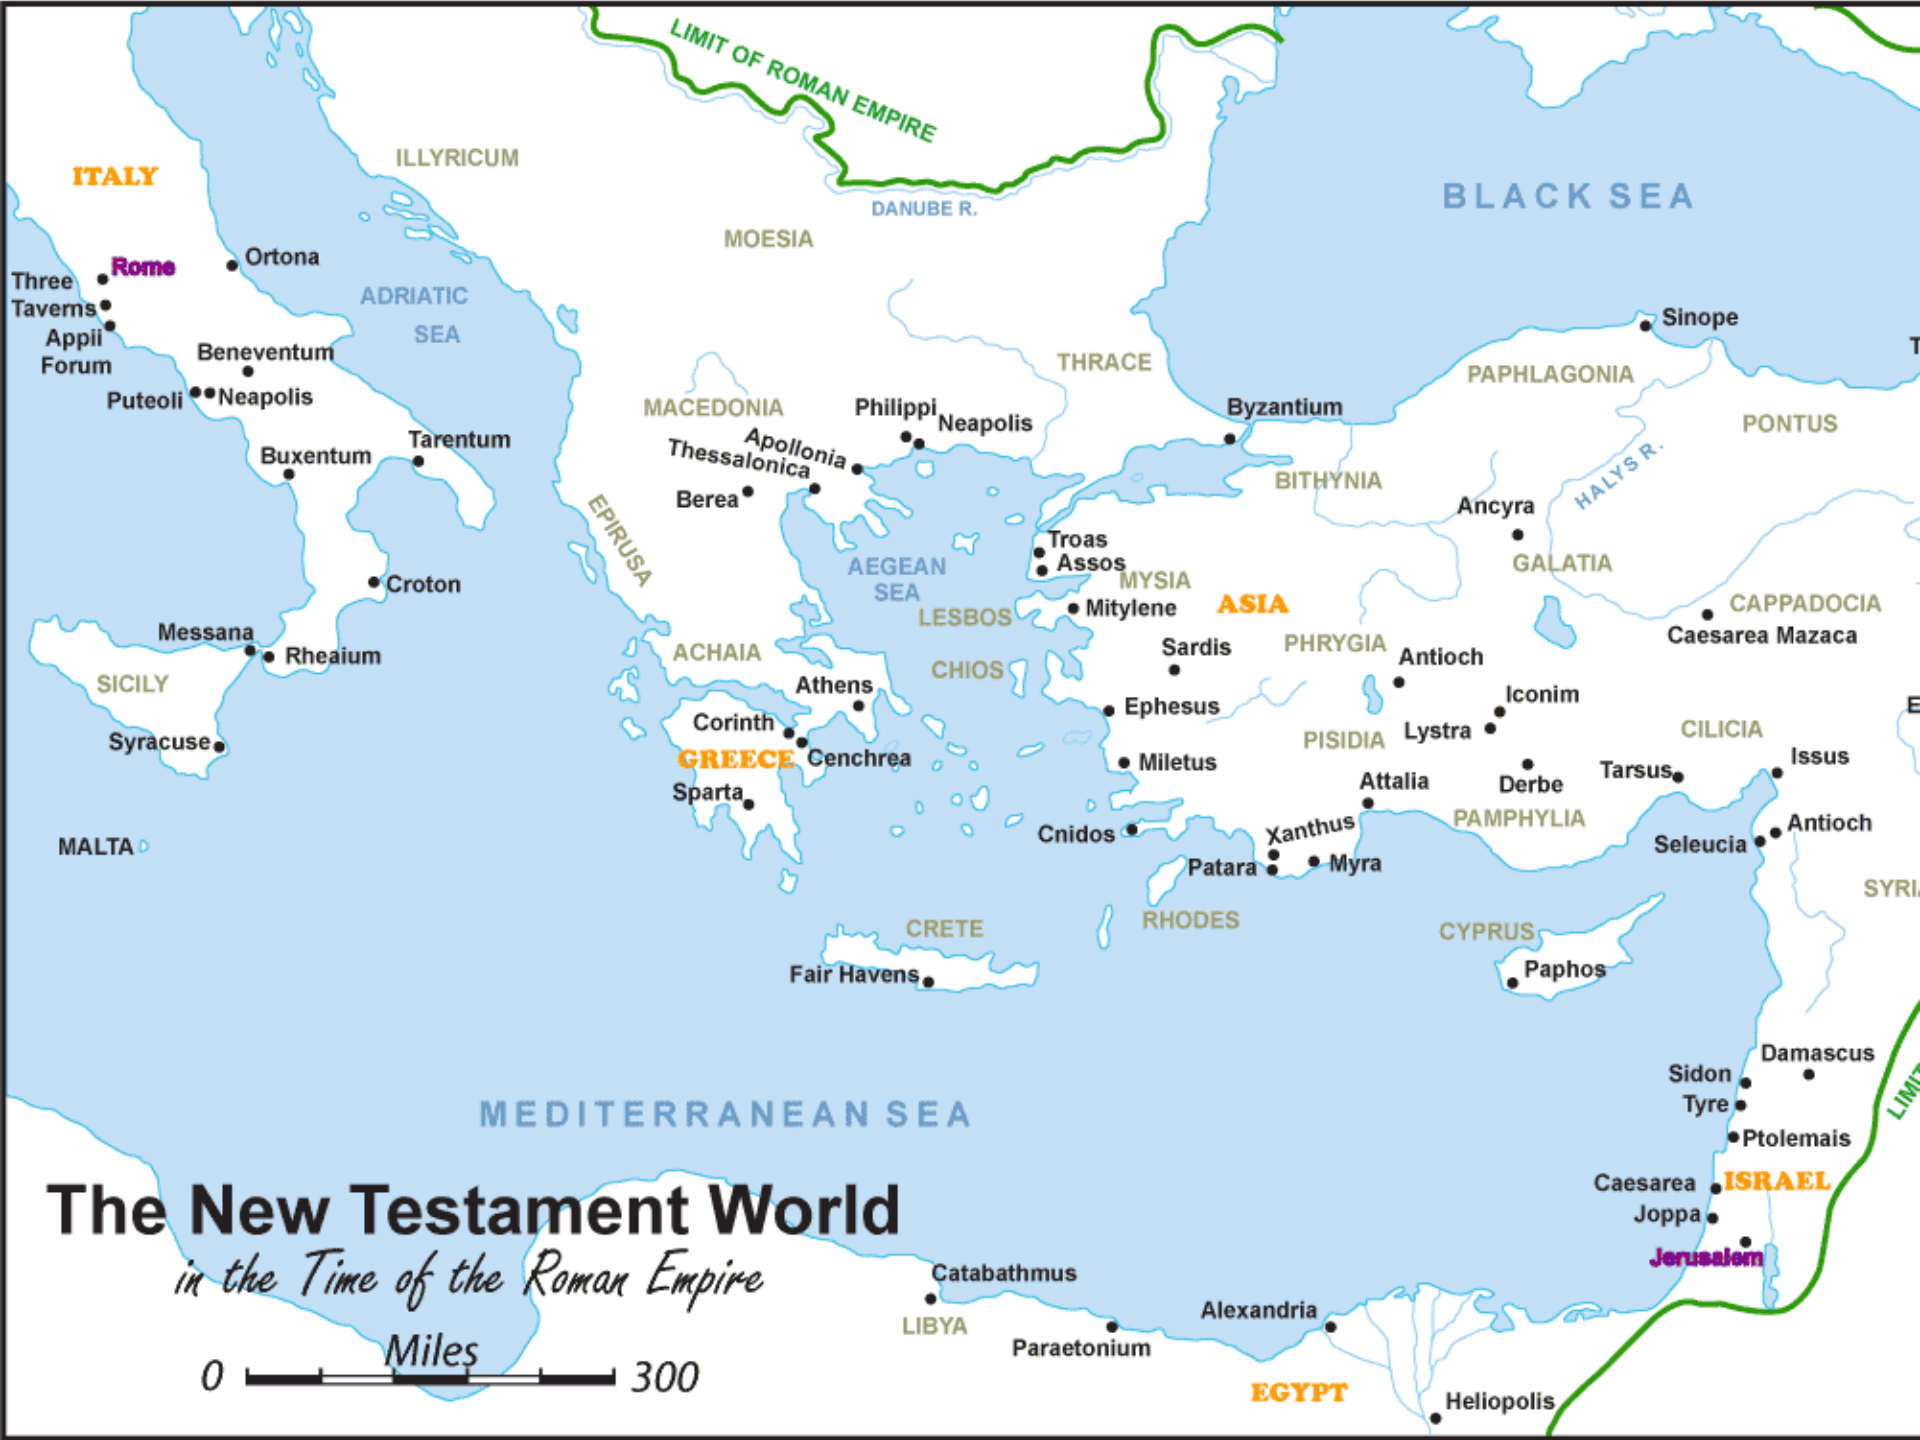 LIMIT OF ROMAN EMPIRE
ILLYRICUM
ITALY
DANUBE R.
BLACK SEA
MOESIA
Rome
Ortona
Three
Taverns
Appii
Forum
ADRIATIC
SEA
Sinope
T
Beneventum
THRACE
PAPHLAGONIA
Puteoli
Neapolis
MACEDONIA
Philippi
Neapolis
Byzantium
PONTUS
Tarentum
Apollonia
Thessalonica
Buxentum
Berea
BITHYNIA
HALYS R.
Ancyra
EPIRUSA
Troas
Assos
AEGEAN
SEA
GALATIA
MYSIA
Croton
ASIA
Mitylene
LESBOS
CAPPADOCIA
Caesarea Mazaca
Messana
Rheaium
ACHAIA
Sardis
PHRYGIA
Antioch
CHIOS
SICILY
Athens
Iconim
Ephesus
E
Corinth
Lystra
CILICIA
Syracuse
GREECE
Cenchrea
PISIDIA
Issus
Miletus
Tarsus
Derbe
Attalia
Sparta
PAMPHYLIA
Antioch
Cnidos
Xanthus
MALTA
Seleucia
Patara
Myra
SYRIA
CRETE
RHODES
CYPRUS
Fair Havens
Paphos
Damascus
Sidon
Tyre
LIMIT
MEDITERRANEAN SEA
Ptolemais
Caesarea
ISRAEL
Joppa
The New Testament World
Jerusalem
in the Time of the Roman Empire
Catabathmus
Alexandria
LIBYA
Paraetonium
Miles
0
300
EGYPT
Heliopolis